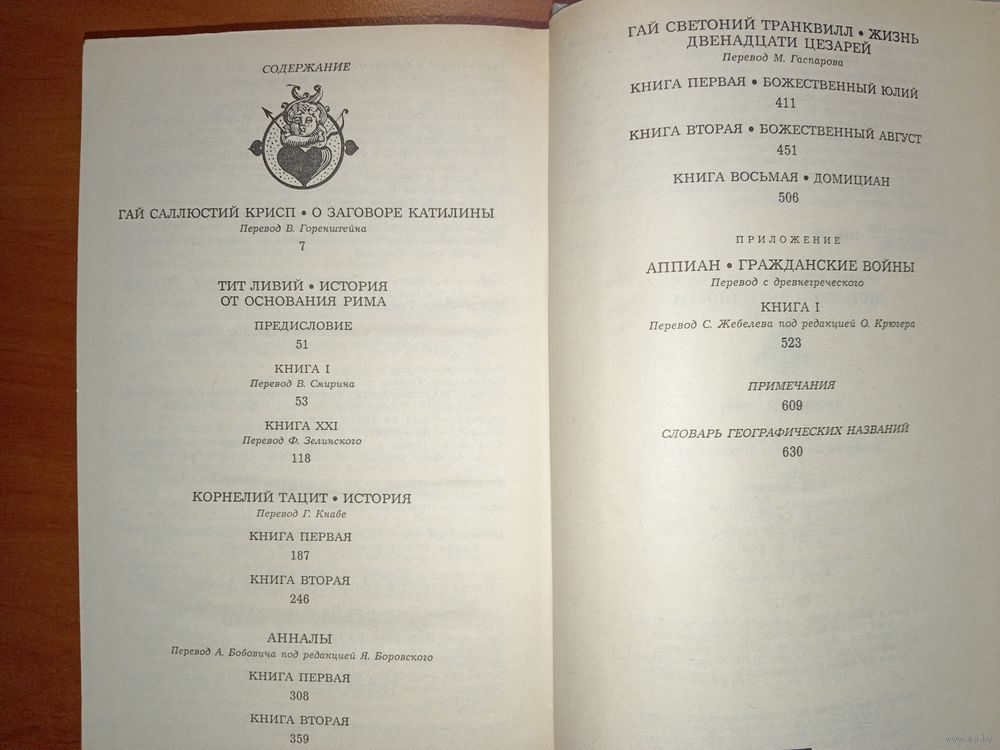 СОДЕРЖАНИЕ
ГАЙ САЛЛЮСТИЙ КРИСП • О ЗАГОВОРЕ КАТИЛИНЫ
Перевод В. Горенштейна
7
ТИТ ЛИВИЙ • ИСТОРИЯ
ОТ ОСНОВАНИЯ РИМА
ПРЕДИСЛОВИЕ
51
КНИГА I
Перевод В. Смирина
53
КНИГА XXI
Перевод Ф. Зелинского
118
КОРНЕЛИЙ ТАЦИТ • ИСТОРИЯ
Перевод Г. Кнабе
КНИГА ПЕРВАЯ
187
КНИГА ВТОРАЯ
246
АННАЛЫ
Перевод А. Бобовича под редакцией Я. Боровского
КНИГА ПЕРВАЯ
308
КНИГА ВТОРАЯ
359
ГАЙ СВЕТОНИЙ ТРАНКВИЛЛ • ЖИЗНЬ
ДВЕНАДЦАТИ ЦЕЗАРЕЙ
Перевод М. Гаспарова
КНИГА ПЕРВАЯ • БОЖЕСТВЕННЫЙ ЮЛИЙ
411
КНИГА ВТОРАЯ • БОЖЕСТВЕННЫЙ АВГУСТ
451
КНИГА ВОСЬМАЯ • ДОМИЦИАН
506
ПРИЛОЖЕНИЕ
АППИАН • ГРАЖДАНСКИЕ ВОЙНЫ
Перевод с древнегреческого
КНИГА I
Перевод С. Жебелева под редакцией О. Крюгера
523
ПРИМЕЧАНИЯ
609
СЛОВАРЬ ГЕОГРАФИЧЕСКИХ НАЗВАНИЙ
630
www.ay.by